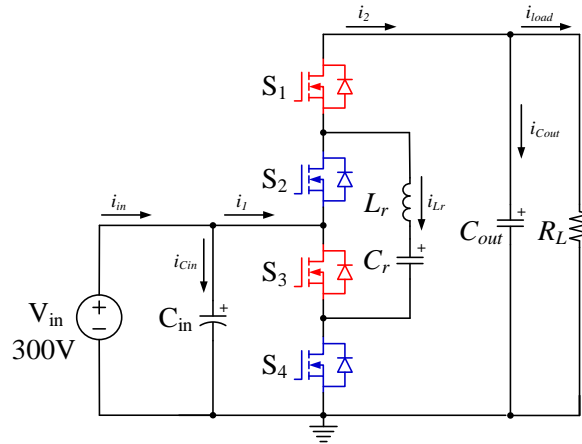 i2
iload
S1
iCout
S2
Lr
iLr
iin
i1
Cout
RL
iCin
S3
Cr
Vin
300V
Cin
S4